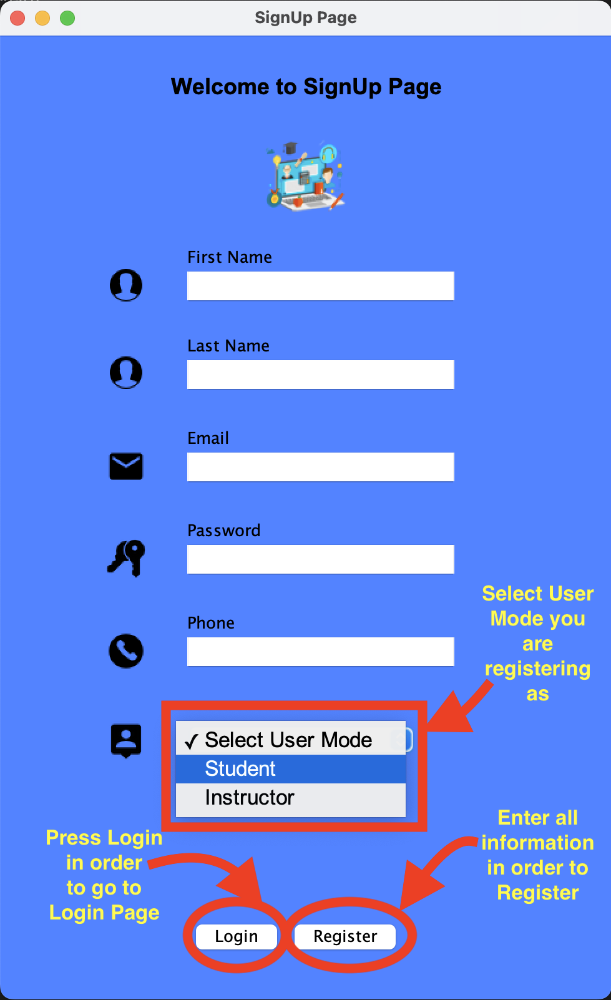 SignUp Page
Welcome to SignUp Page
First Name
Last Name
Email
Password
Phone
Select User
Mode you
are
registering
as
✓ Select User Mode
Student
Instructor
Press Login
in order
to go to
Login Page
Enter all
information
in order to
Register
Login
Register